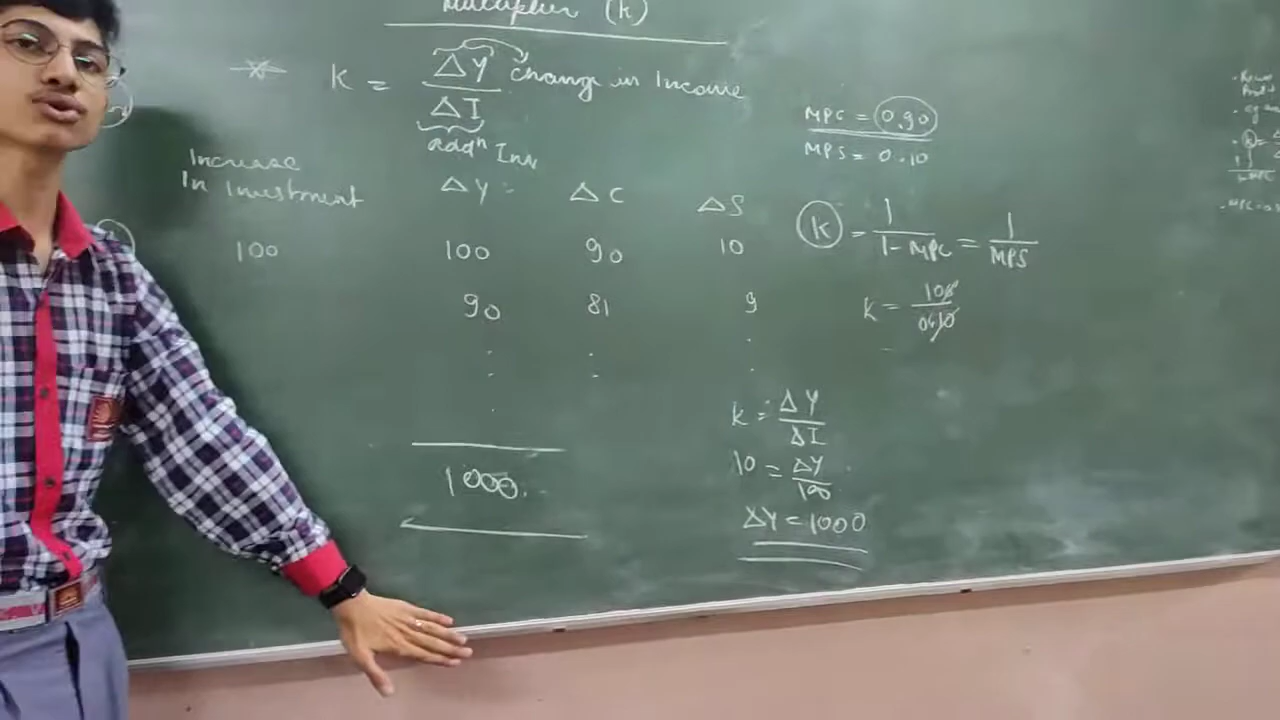 Multiplier (k)
k = ΔY / ΔI
change in Income
addⁿ Inv
Increase
In Investment
ΔY = ΔC ΔS
100 100 90 10
90 81 9
1000
MPC = 0.90
MPS = 0.10
k = 1 / 1 - MPC = 1 / MPS
k = 100 / 0.10
k = ΔY / ΔI
10 = ΔY / 100
ΔY = 1000